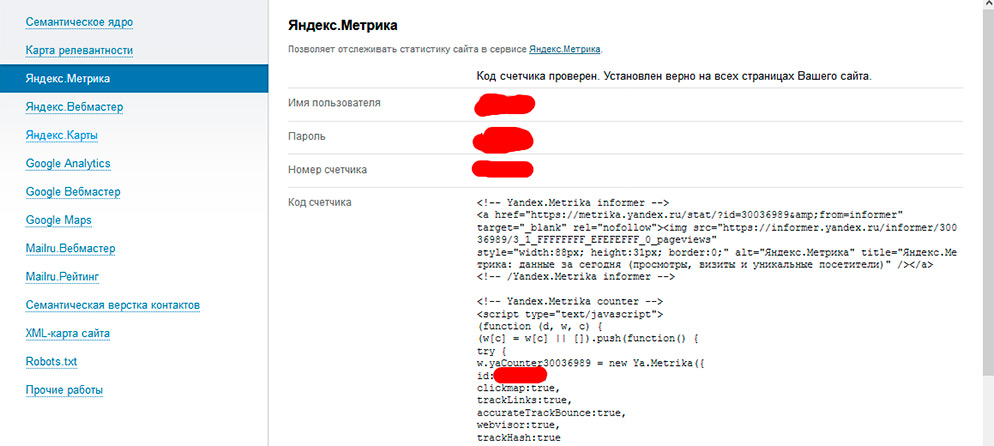 Семантическое ядро
Карта релевантности
Яндекс.Метрика
Яндекс.Вебмастер
Яндекс.Карты
Google Analytics
Google Вебмастер
Google Maps
Mailru.Вебмастер
Mailru.Рейтинг
Семантическая верстка контактов
XML-карта сайта
Robots.txt
Прочие работы
Яндекс.Метрика
Позволяет отслеживать статистику сайта в сервисе Яндекс.Метрика.
Код счетчика проверен. Установлен верно на всех страницах Вашего сайта.
Имя пользователя
Пароль
Номер счетчика
Код счетчика
<!-- Yandex.Metrika informer -->
<a href="https://metrika.yandex.ru/stat/?id=30036989&amp;from=informer"
target="_blank" rel="nofollow"><img src="https://informer.yandex.ru/informer/300
36989/3_1_FFFFFFFF_EFEFEFFF_0_pageviews"
style="width:88px; height:31px; border:0;" alt="Яндекс.Метрика" title="Яндекс.Ме
трика: данные за сегодня (просмотры, визиты и уникальные посетители)" /></a>
<!-- /Yandex.Metrika informer -->
<!-- Yandex.Metrika counter -->
<script type="text/javascript">
(function (d, w, c) {
(w[c] = w[c] || []).push(function() {
try {
w.yaCounter30036989 = new Ya.Metrika({
id:
clickmap:true,
trackLinks:true,
accurateTrackBounce:true,
webvisor:true,
trackHash:true